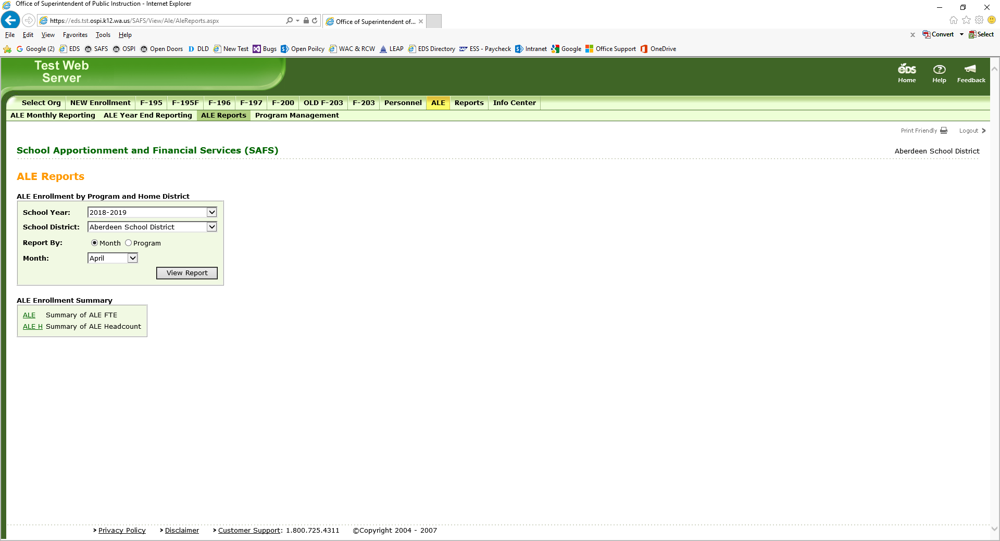 Office of Superintendent of Public Instruction - Internet Explorer
https://eds.tst.ospi.k12.wa.us/SAFS/View/Ale/AleReports.aspx
Office of Superintendent of...
File Edit View Favorites Tools Help
Convert Select
Google (2) EDS SAFS OSPI Open Doors DLD New Test Bugs Open Poilcy WAC & RCW LEAP EDS Directory ESS - Paycheck Intranet Google Office Support OneDrive
Test Web
Server
eds
Home Help Feedback
Select Org NEW Enrollment F-195 F-195F F-196 F-197 F-200 OLD F-203 F-203 Personnel ALE Reports Info Center
ALE Monthly Reporting ALE Year End Reporting ALE Reports Program Management
Print Friendly Logout
School Apportionment and Financial Services (SAFS)
Aberdeen School District
ALE Reports
ALE Enrollment by Program and Home District
School Year: 2018-2019
School District: Aberdeen School District
Report By: Month Program
Month: April
View Report
ALE Enrollment Summary
ALE Summary of ALE FTE
ALE H Summary of ALE Headcount
> Privacy Policy > Disclaimer > Customer Support: 1.800.725.4311 ©Copyright 2004 - 2007